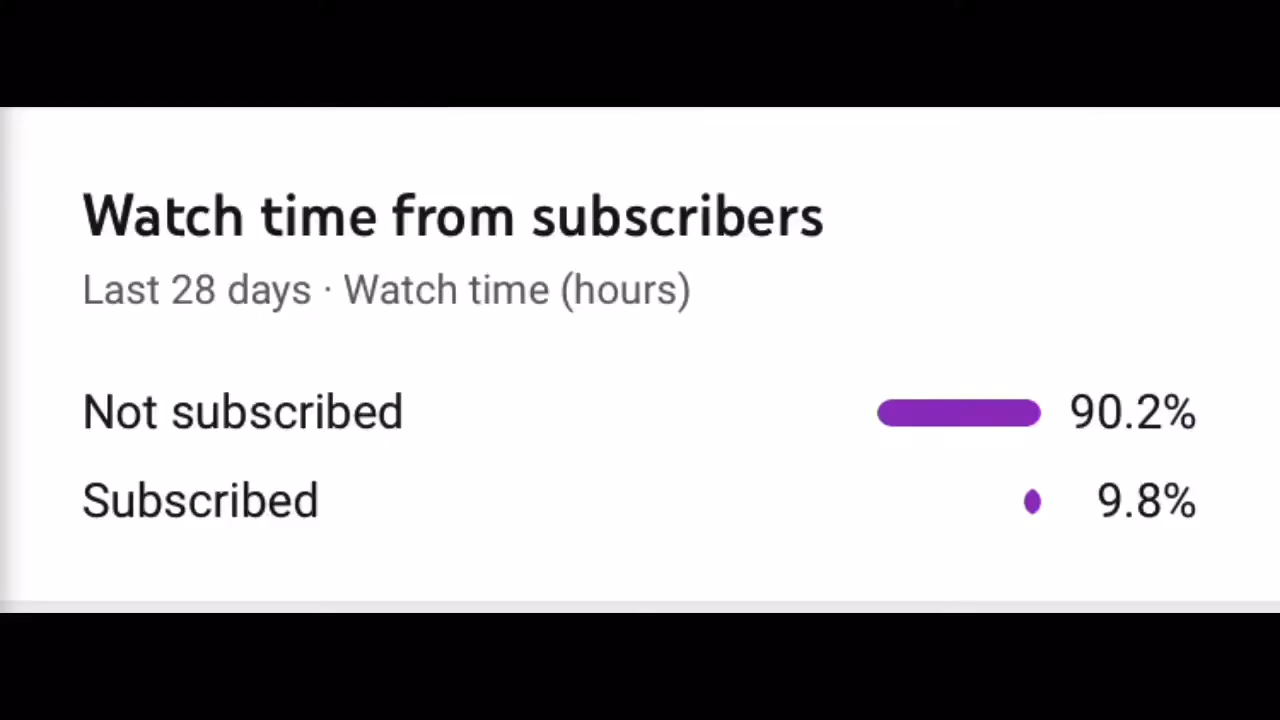 Watch time from subscribers
Last 28 days · Watch time (hours)
Not subscribed 90.2%
Subscribed 9.8%